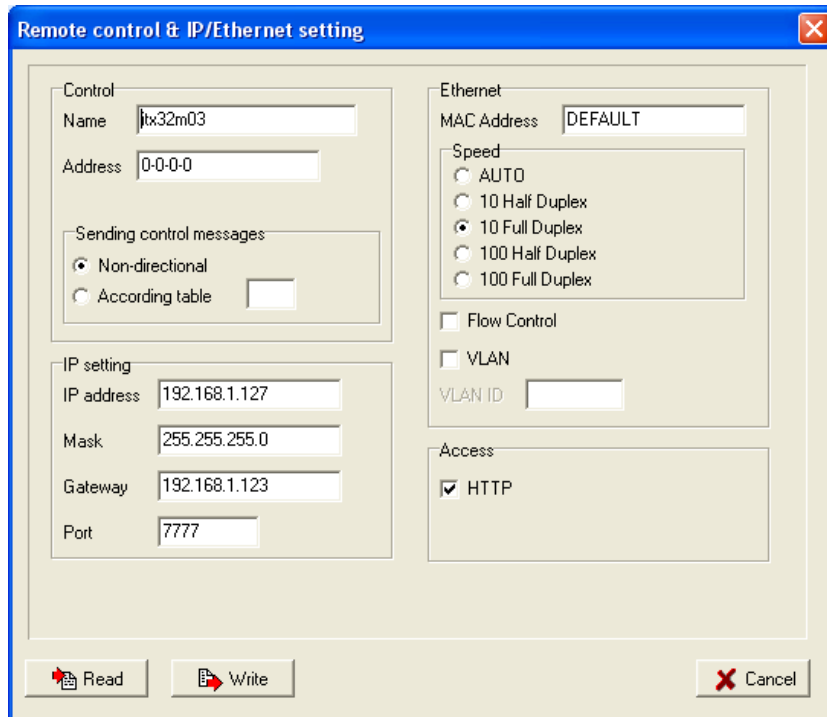 Remote control & IP/Ethernet setting
Control
Name itx32m03
Address 0-0-0-0
Sending control messages
Non-directional
According table
IP setting
IP address 192.168.1.127
Mask 255.255.255.0
Gateway 192.168.1.123
Port 7777
Ethernet
MAC Address DEFAULT
Speed
AUTO
10 Half Duplex
10 Full Duplex
100 Half Duplex
100 Full Duplex
Flow Control
VLAN
VLAN ID
Access
HTTP
Read
Write
Cancel